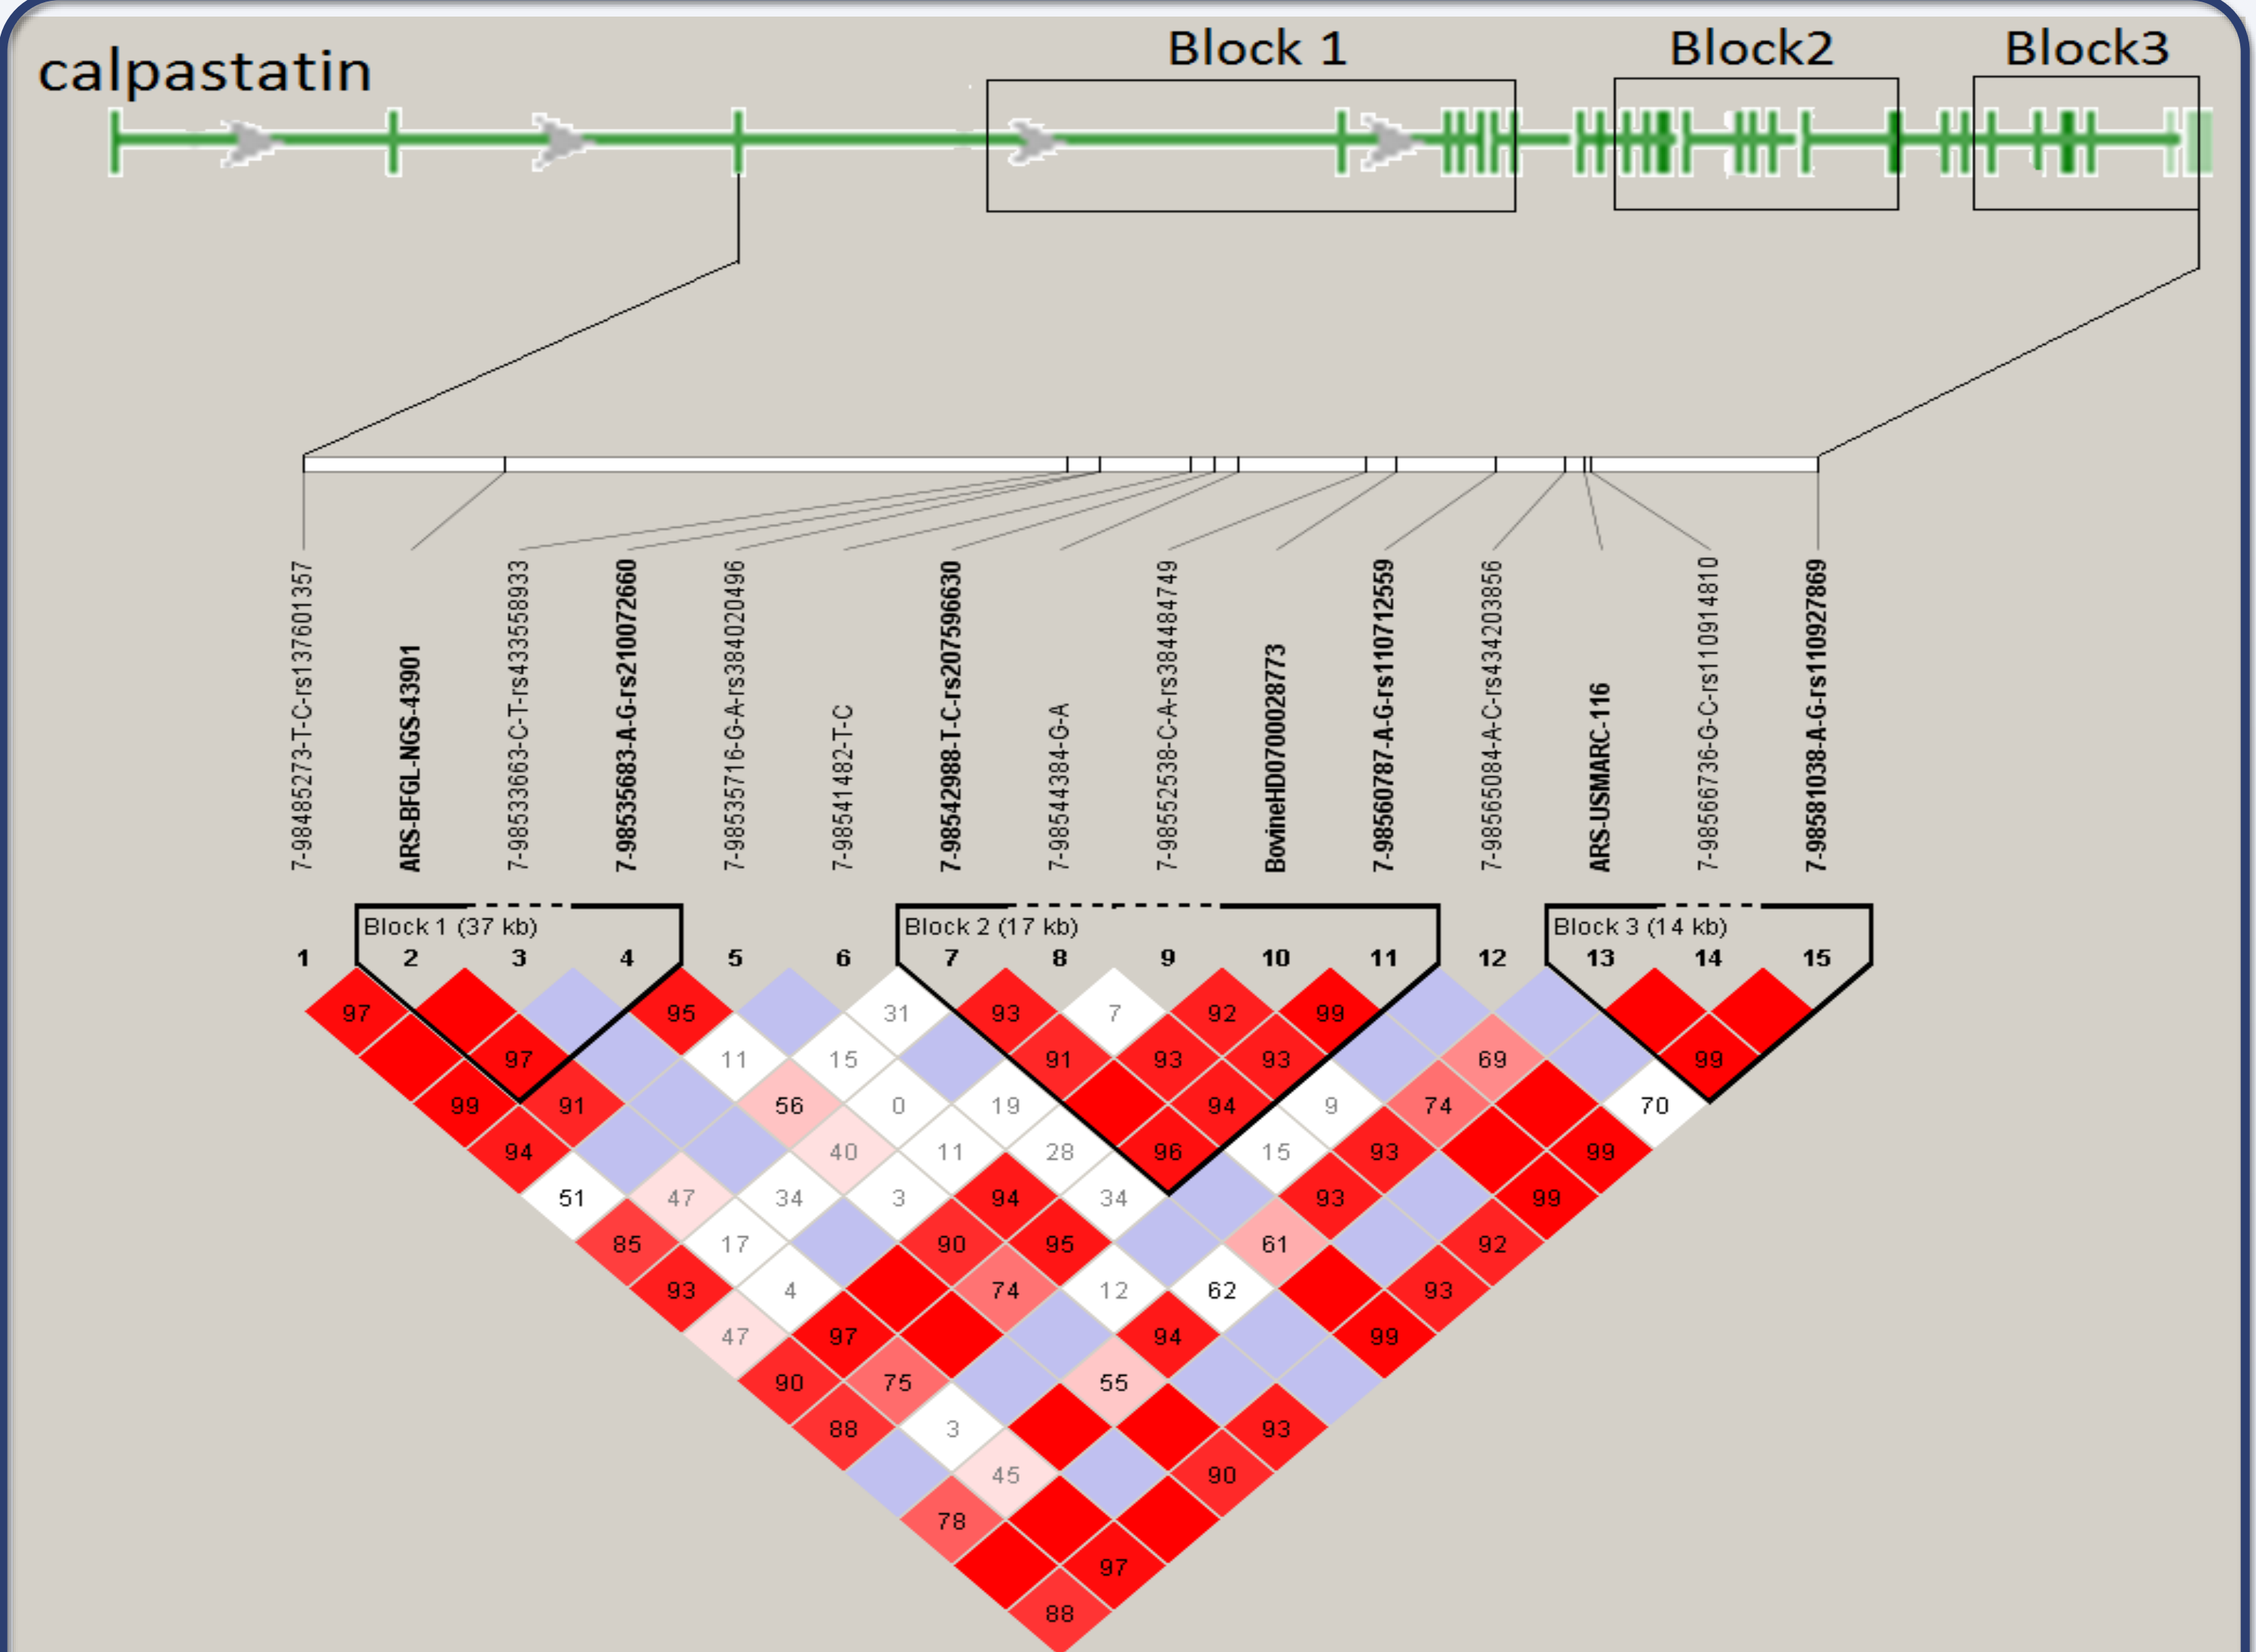 calpastatin
Block 1
Block2
Block3
7-98485273-T-C-rs137601357
ARS-BFGL-NGS-43901
7-98533663-C-T-rs433558933
7-98535683-A-G-rs210072660
7-98535716-G-A-rs384020496
7-98541482-T-C
7-98542988-T-C-rs207596630
7-98544384-G-A
7-98552538-C-A-rs384484749
BovineHD0700028773
7-98560787-A-G-rs110712559
7-98565084-A-C-rs434203856
ARS-USMARC-116
7-98566736-G-C-rs110914810
7-98581038-A-G-rs110927869
Block 1 (37 kb)
Block 2 (17 kb)
Block 3 (14 kb)
1 2 3 4 5 6 7 8 9 10 11 12 13 14 15
97 95 31 93 7 92 99
97 11 15 91 93 93 69 99
99 91 56 0 19 94 9 74 70
94 40 11 28 96 15 93 99
51 47 34 3 94 34 93 99
85 17 90 95 61 92
93 4 74 12 62 93
47 97 94 99
90 75 55
88 3 93
45 90
78
97
88